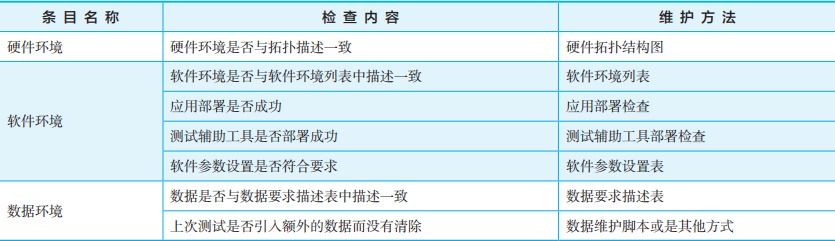 条目名称 检查内容 维护方法
硬件环境 硬件环境是否与拓扑描述一致 硬件拓扑结构图
软件环境 软件环境是否与软件环境列表中描述一致 软件环境列表
应用部署是否成功 应用部署检查
测试辅助工具是否部署成功 测试辅助工具部署检查
软件参数设置是否符合要求 软件参数设置表
数据环境 数据是否与数据要求描述表中描述一致 数据要求描述表
上次测试是否引入额外的数据而没有清除 数据维护脚本或是其他方式